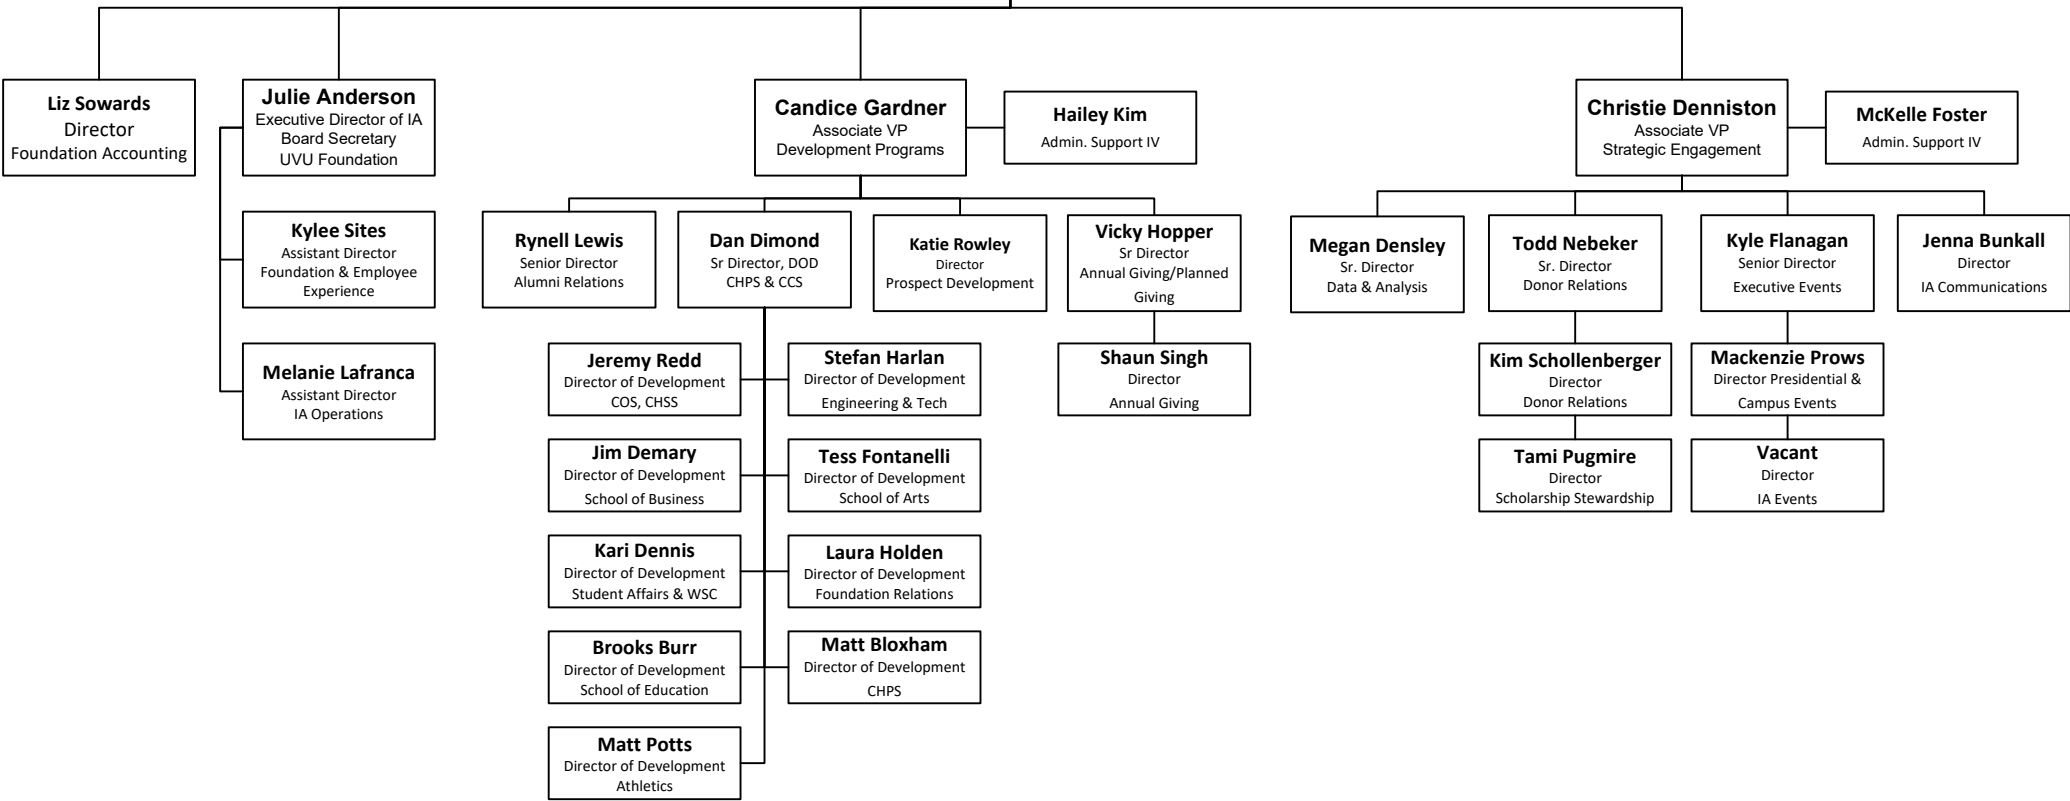 Liz Sowards
Director
Foundation Accounting
Julie Anderson
Executive Director of IA
Board Secretary
UVU Foundation
Kylee Sites
Assistant Director
Foundation & Employee
Experience
Melanie Lafranca
Assistant Director
IA Operations
Candice Gardner
Associate VP
Development Programs
Hailey Kim
Admin. Support IV
Rynell Lewis
Senior Director
Alumni Relations
Dan Dimond
Sr Director, DOD
CHPS & CCS
Katie Rowley
Director
Prospect Development
Vicky Hopper
Sr Director
Annual Giving/Planned
Giving
Jeremy Redd
Director of Development
COS, CHSS
Stefan Harlan
Director of Development
Engineering & Tech
Shaun Singh
Director
Annual Giving
Jim Demary
Director of Development
School of Business
Tess Fontanelli
Director of Development
School of Arts
Kari Dennis
Director of Development
Student Affairs & WSC
Laura Holden
Director of Development
Foundation Relations
Brooks Burr
Director of Development
School of Education
Matt Bloxham
Director of Development
CHPS
Matt Potts
Director of Development
Athletics
Christie Denniston
Associate VP
Strategic Engagement
McKelle Foster
Admin. Support IV
Megan Densley
Sr. Director
Data & Analysis
Todd Nebeker
Sr. Director
Donor Relations
Kyle Flanagan
Senior Director
Executive Events
Jenna Bunkall
Director
IA Communications
Kim Schollenberger
Director
Donor Relations
Mackenzie Prows
Director Presidential &
Campus Events
Tami Pugmire
Director
Scholarship Stewardship
Vacant
Director
IA Events